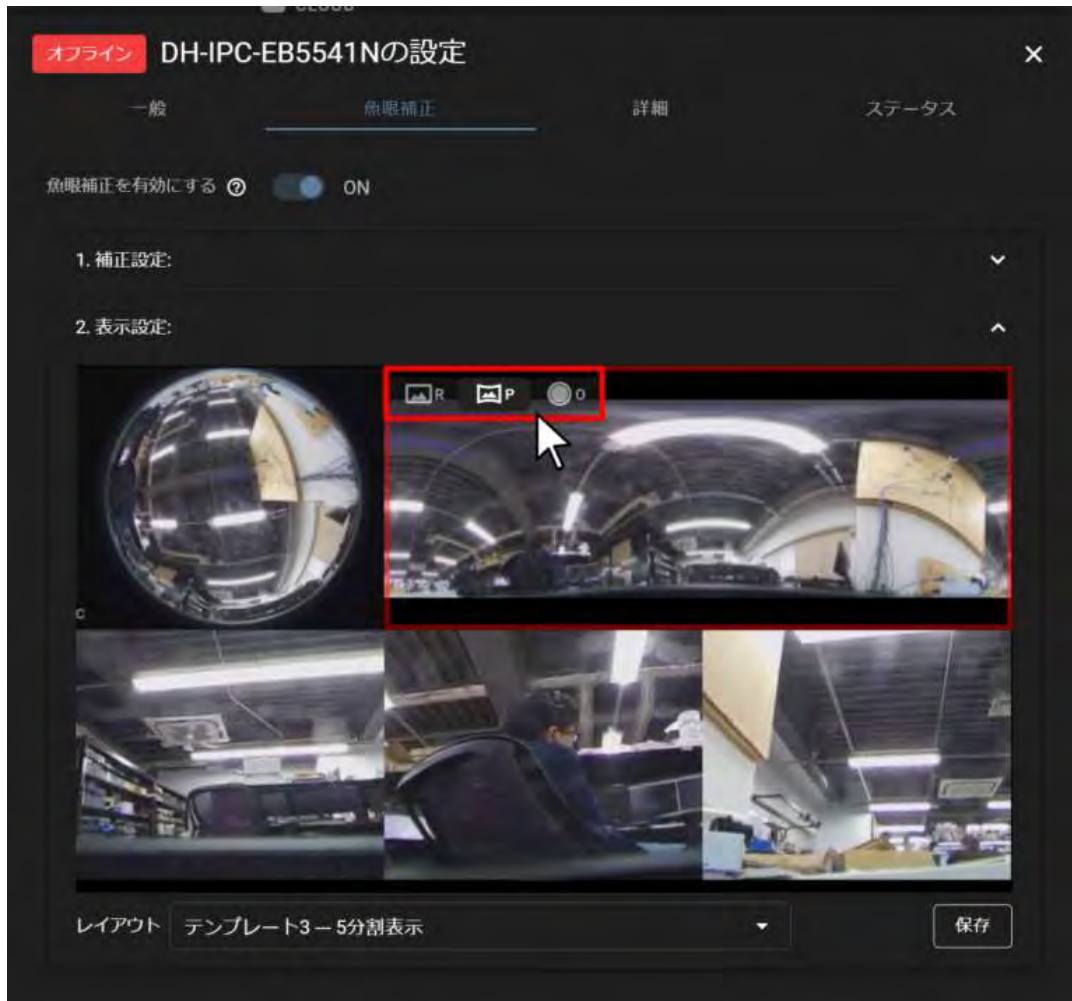 CLOUD
オフライン DH-IPC-EB5541Nの設定 ×
一般 魚眼補正 詳細 ステータス
魚眼補正を有効にする ? ON
1. 補正設定:
2. 表示設定:
R P O
C
レイアウト テンプレート3 — 5分割表示 保存